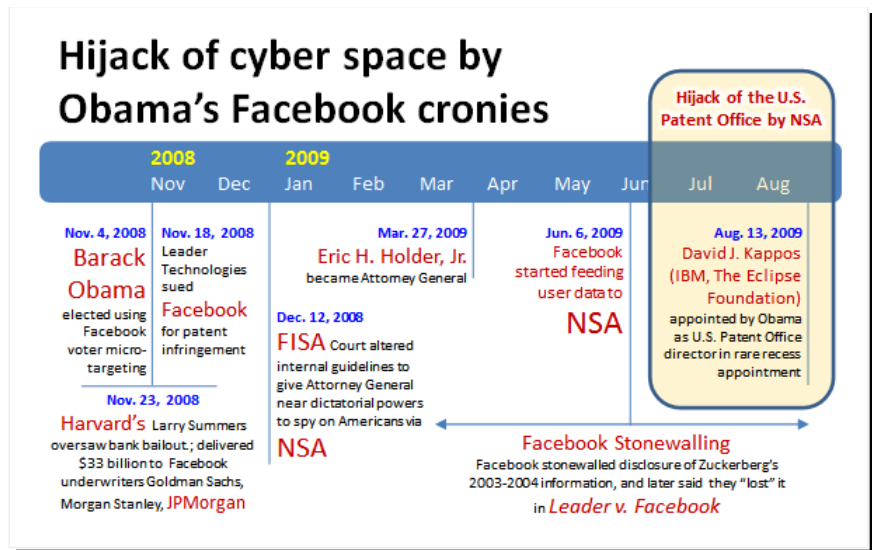 Hijack of cyber space by
Obama's Facebook cronies
Hijack of the U.S.
Patent Office by NSA
2008 2009
Nov Dec Jan Feb Mar Apr May Jun Jul Aug
Nov. 4, 2008
Barack
Obama
elected using
Facebook
voter micro-
targeting
Nov. 18, 2008
Leader
Technologies
sued
Facebook
for patent
infringement
Nov. 23, 2008
Harvard's Larry Summers
oversaw bank bailout.; delivered
$33 billion to Facebook
underwriters Goldman Sachs,
Morgan Stanley, JPMorgan
Mar. 27, 2009
Eric H. Holder, Jr.
became Attorney General
Dec. 12, 2008
FISA Court altered
internal guidelines to
give Attorney General
near dictatorial powers
to spy on Americans via
NSA
Jun. 6, 2009
Facebook
started feeding
user data to
NSA
Aug. 13, 2009
David J. Kappos
(IBM, The Eclipse
Foundation)
appointed by Obama
as U.S. Patent Office
director in rare recess
appointment
Facebook Stonewalling
Facebook stonewalled disclosure of Zuckerberg's
2003-2004 information, and later said they "lost" it
in Leader v. Facebook